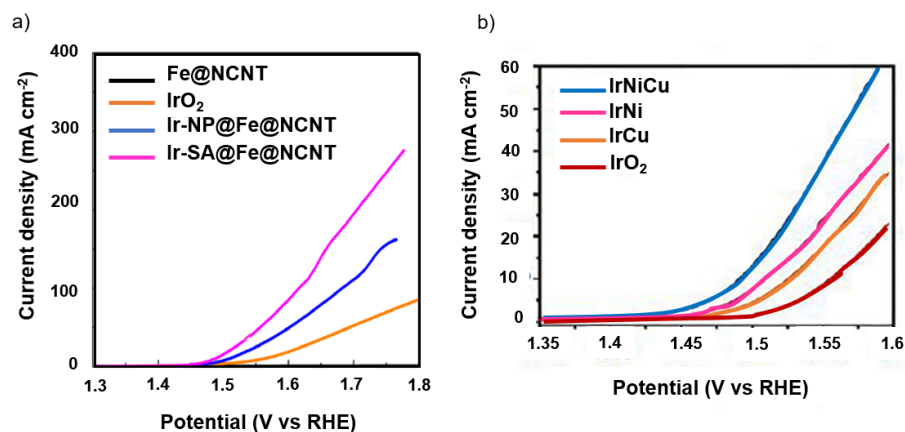 a)
Current density (mA cm-2)
400
300
200
100
0
Fe@NCNT
IrO2
Ir-NP@Fe@NCNT
Ir-SA@Fe@NCNT
1.3 1.4 1.5 1.6 1.7 1.8
Potential (V vs RHE)
b)
Current density (mA cm-2)
60
50
40
30
20
10
0
IrNiCu
IrNi
IrCu
IrO2
1.35 1.4 1.45 1.5 1.55 1.6
Potential (V vs RHE)